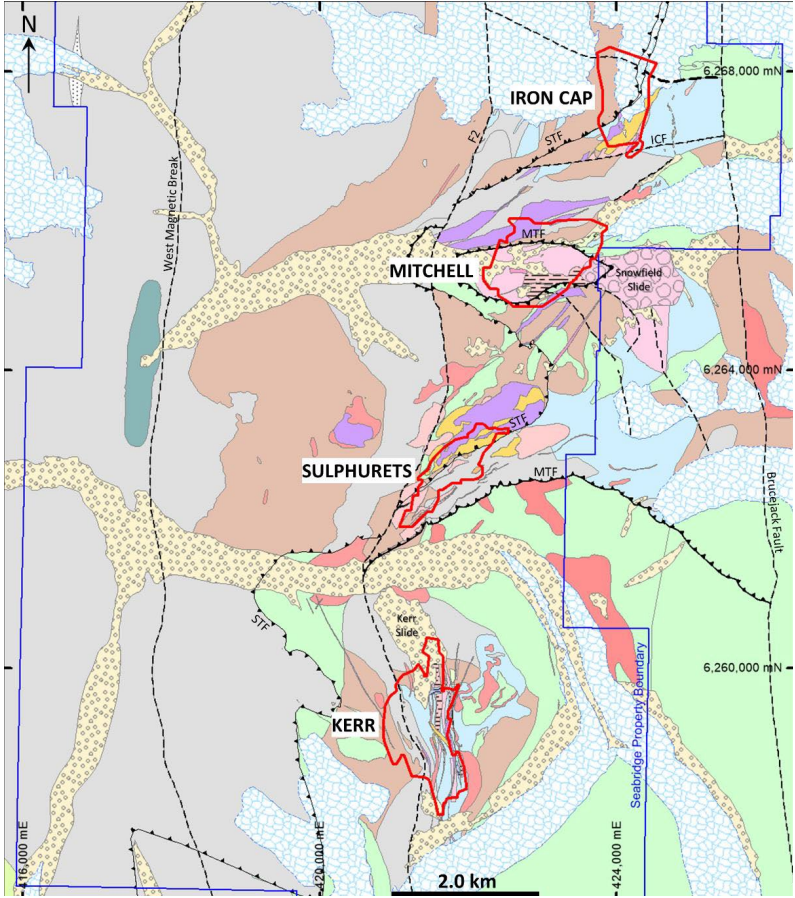 N
6,268,000 mN
IRON CAP
F2
STF
ICF
West Magnetic Break
MTF
MITCHELL
Snowfield
Slide
6,264,000 mN
STF
SULPHURETS
MTF
Brucejack Fault
STF
Kerr
Slide
6,260,000 mN
KERR
Seabridge Property Boundary
416,000 mE
420,000 mE
424,000 mE
2.0 km